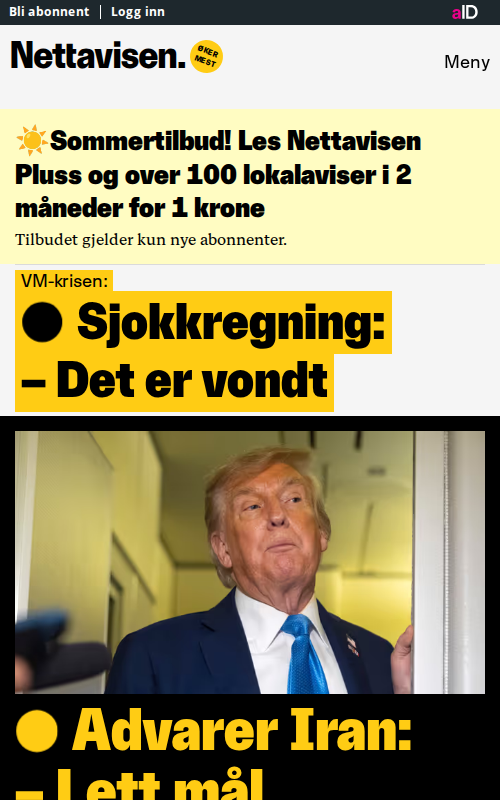 Bli abonnent
Logg inn
aID
Nettavisen.
ØKER
MEST
Meny
Sommertilbud! Les Nettavisen
Pluss og over 100 lokalaviser i 2
måneder for 1 krone
Tilbudet gjelder kun nye abonnenter.
VM-krisen:
Sjokkregning:
– Det er vondt
Advarer Iran:
– Lett mål